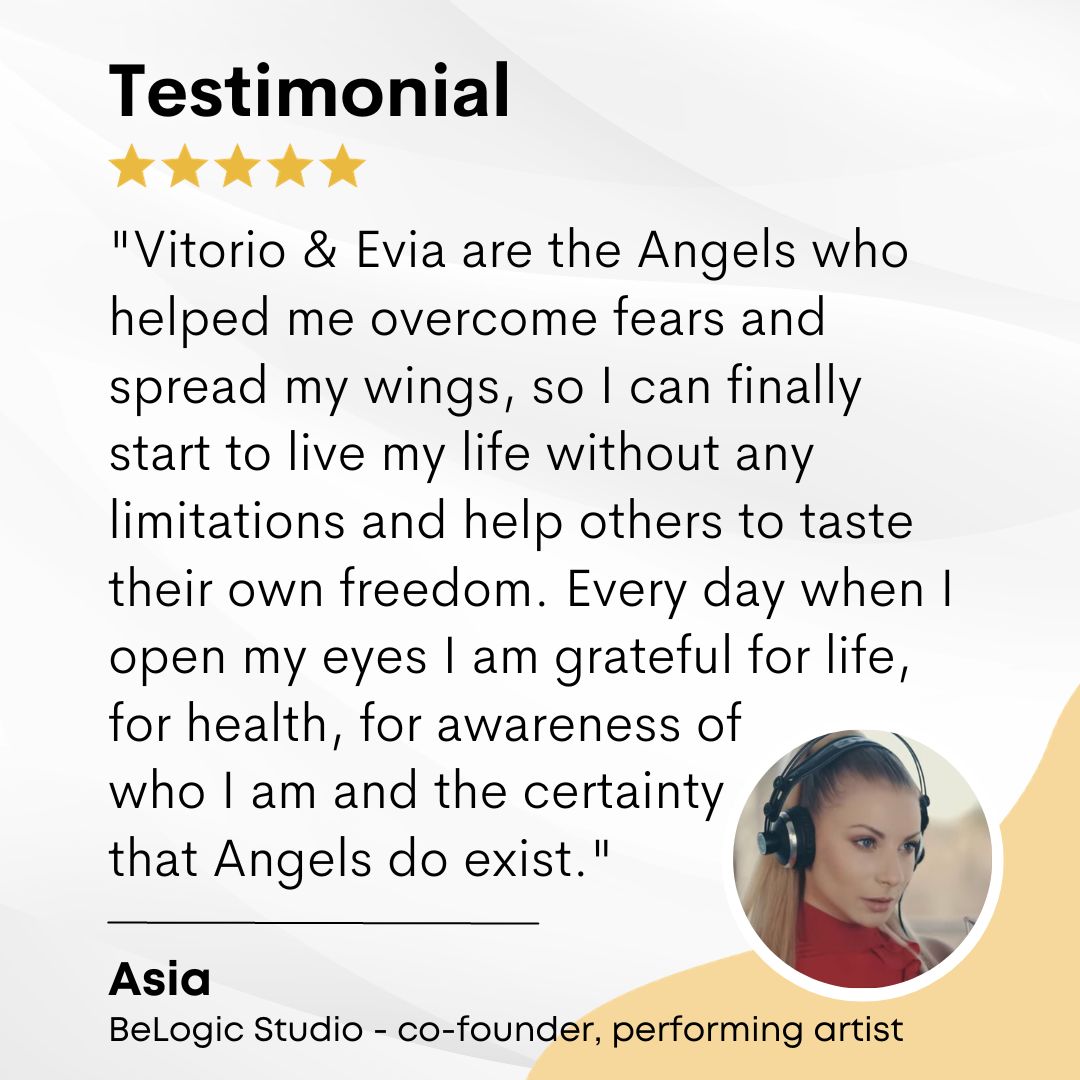 Testimonial
"Vitorio & Evia are the Angels who
helped me overcome fears and
spread my wings, so I can finally
start to live my life without any
limitations and help others to taste
their own freedom. Every day when I
open my eyes I am grateful for life,
for health, for awareness of
who I am and the certainty
that Angels do exist."
Asia
BeLogic Studio - co-founder, performing artist